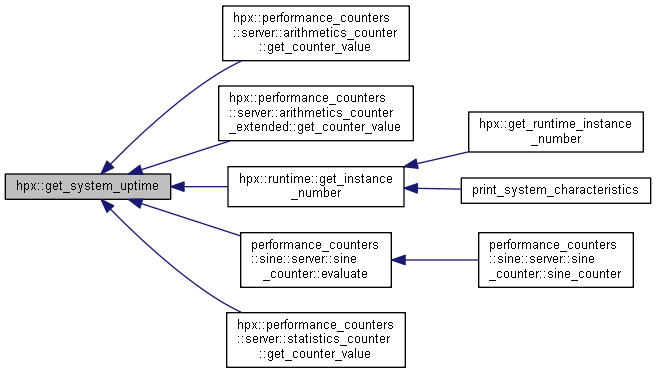 hpx::get_system_uptime
hpx::performance_counters
::server::arithmetics_counter
::get_counter_value
hpx::performance_counters
::server::arithmetics_counter
_extended::get_counter_value
hpx::runtime::get_instance
_number
hpx::get_runtime_instance
_number
print_system_characteristics
performance_counters
::sine::server::sine
_counter::evaluate
performance_counters
::sine::server::sine
_counter::sine_counter
hpx::performance_counters
::server::statistics_counter
::get_counter_value